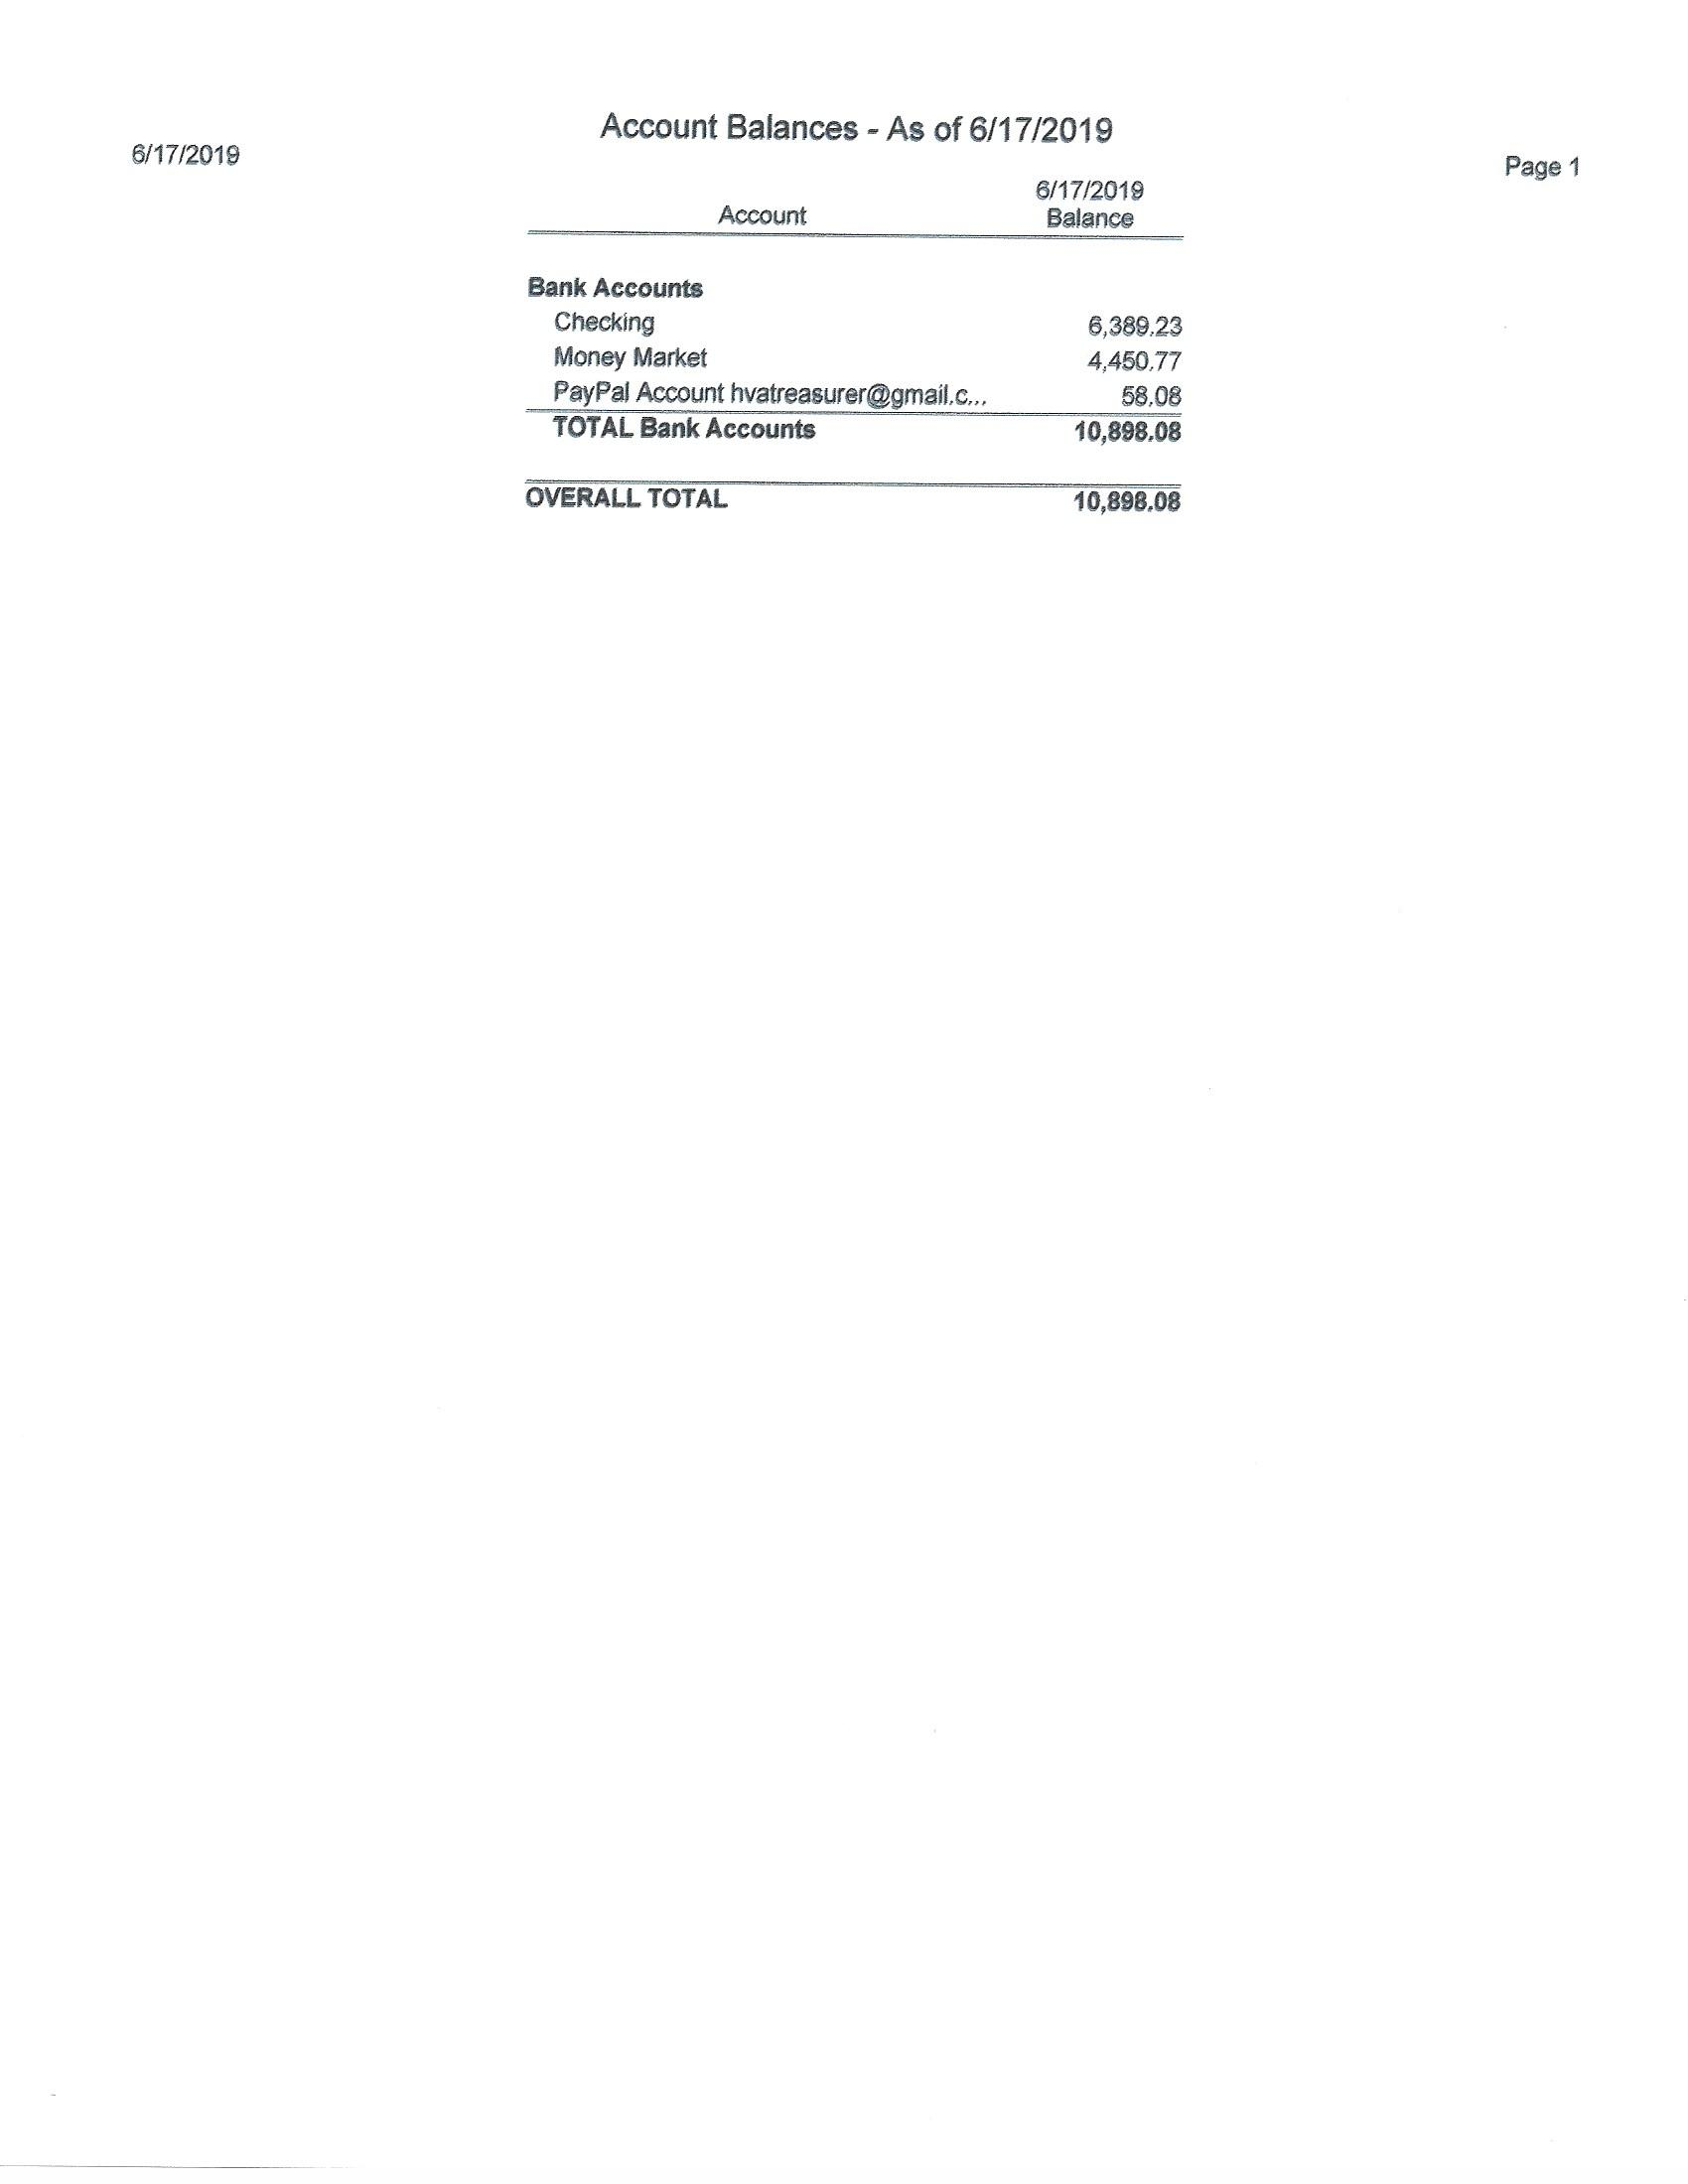 Account Balances - As of 6/17/2019
6/17/2019
Page 1
6/17/2019
Account Balance
Bank Accounts
Checking 6,389.23
Money Market 4,450.77
PayPal Account hvatreasurer@gmail.c... 58.08
TOTAL Bank Accounts 10,898.08
OVERALL TOTAL 10,898.08